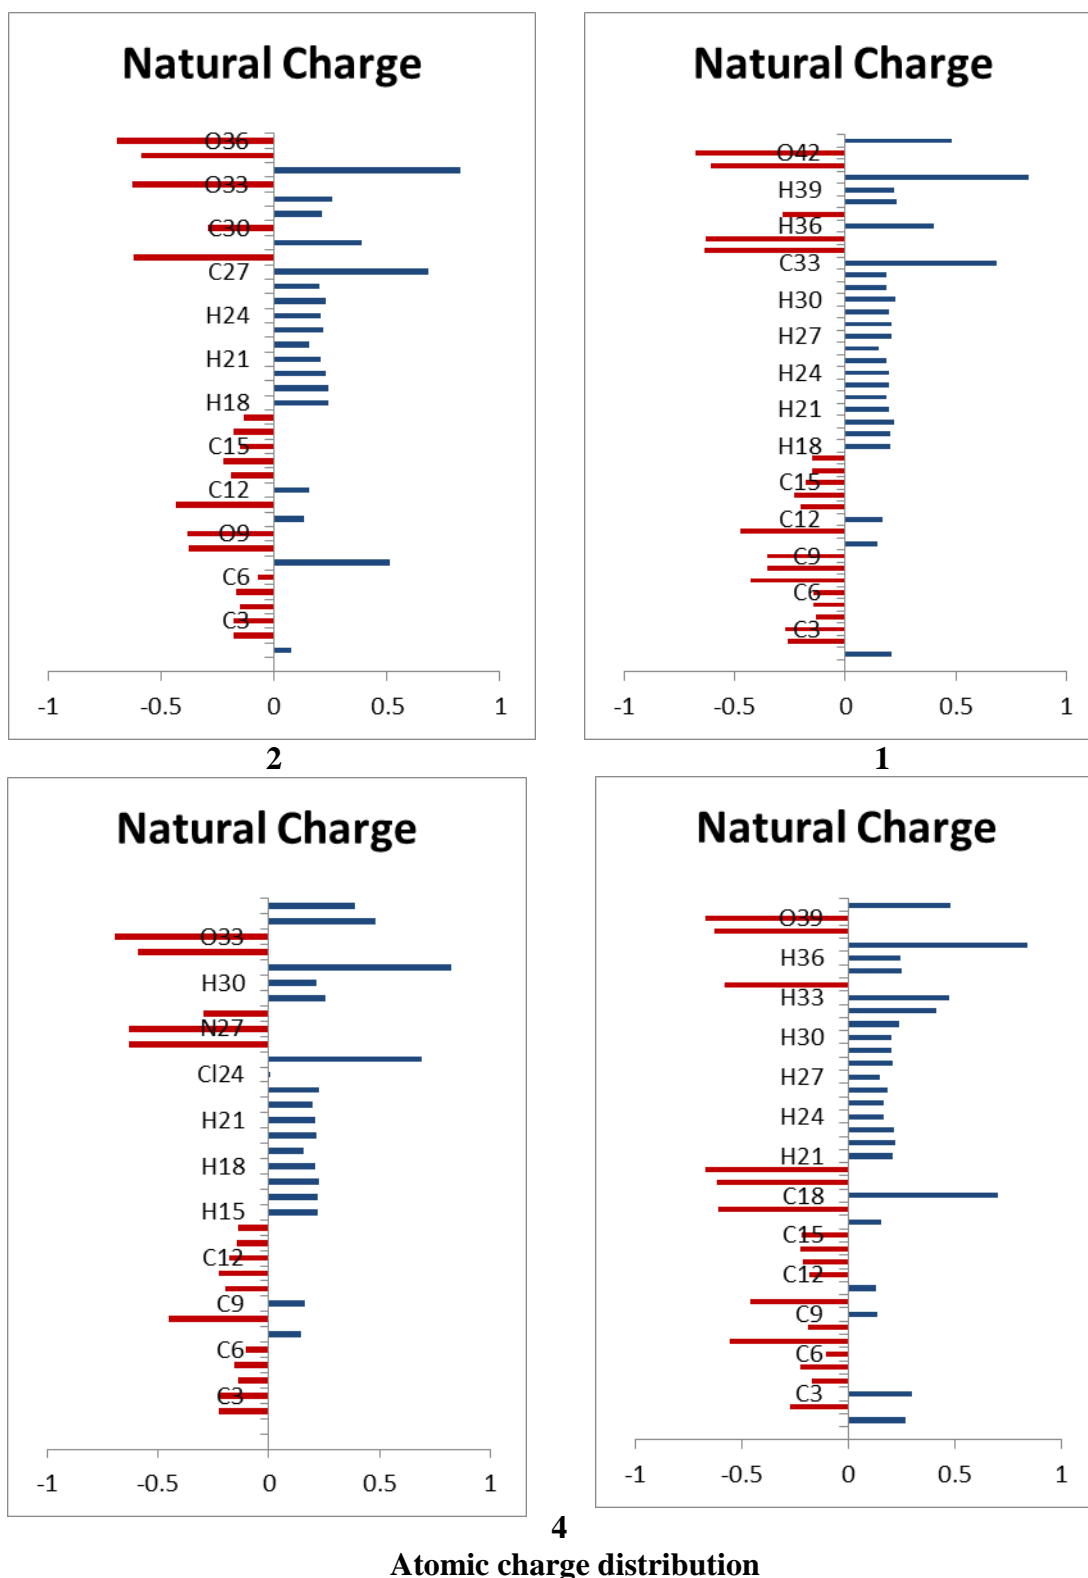 Natural Charge
O36
O33
C30
C27
H24
H21
H18
C15
C12
O9
C6
C3
-1 -0.5 0 0.5 1
2
Natural Charge
O42
H39
H36
C33
H30
H27
H24
H21
H18
C15
C12
C9
C6
C3
-1 -0.5 0 0.5 1
1
Natural Charge
O33
H30
N27
Cl24
H21
H18
H15
C12
C9
C6
C3
-1 -0.5 0 0.5 1
Natural Charge
O39
H36
H33
H30
H27
H24
H21
C18
C15
C12
C9
C6
C3
-1 -0.5 0 0.5 1
4
Atomic charge distribution